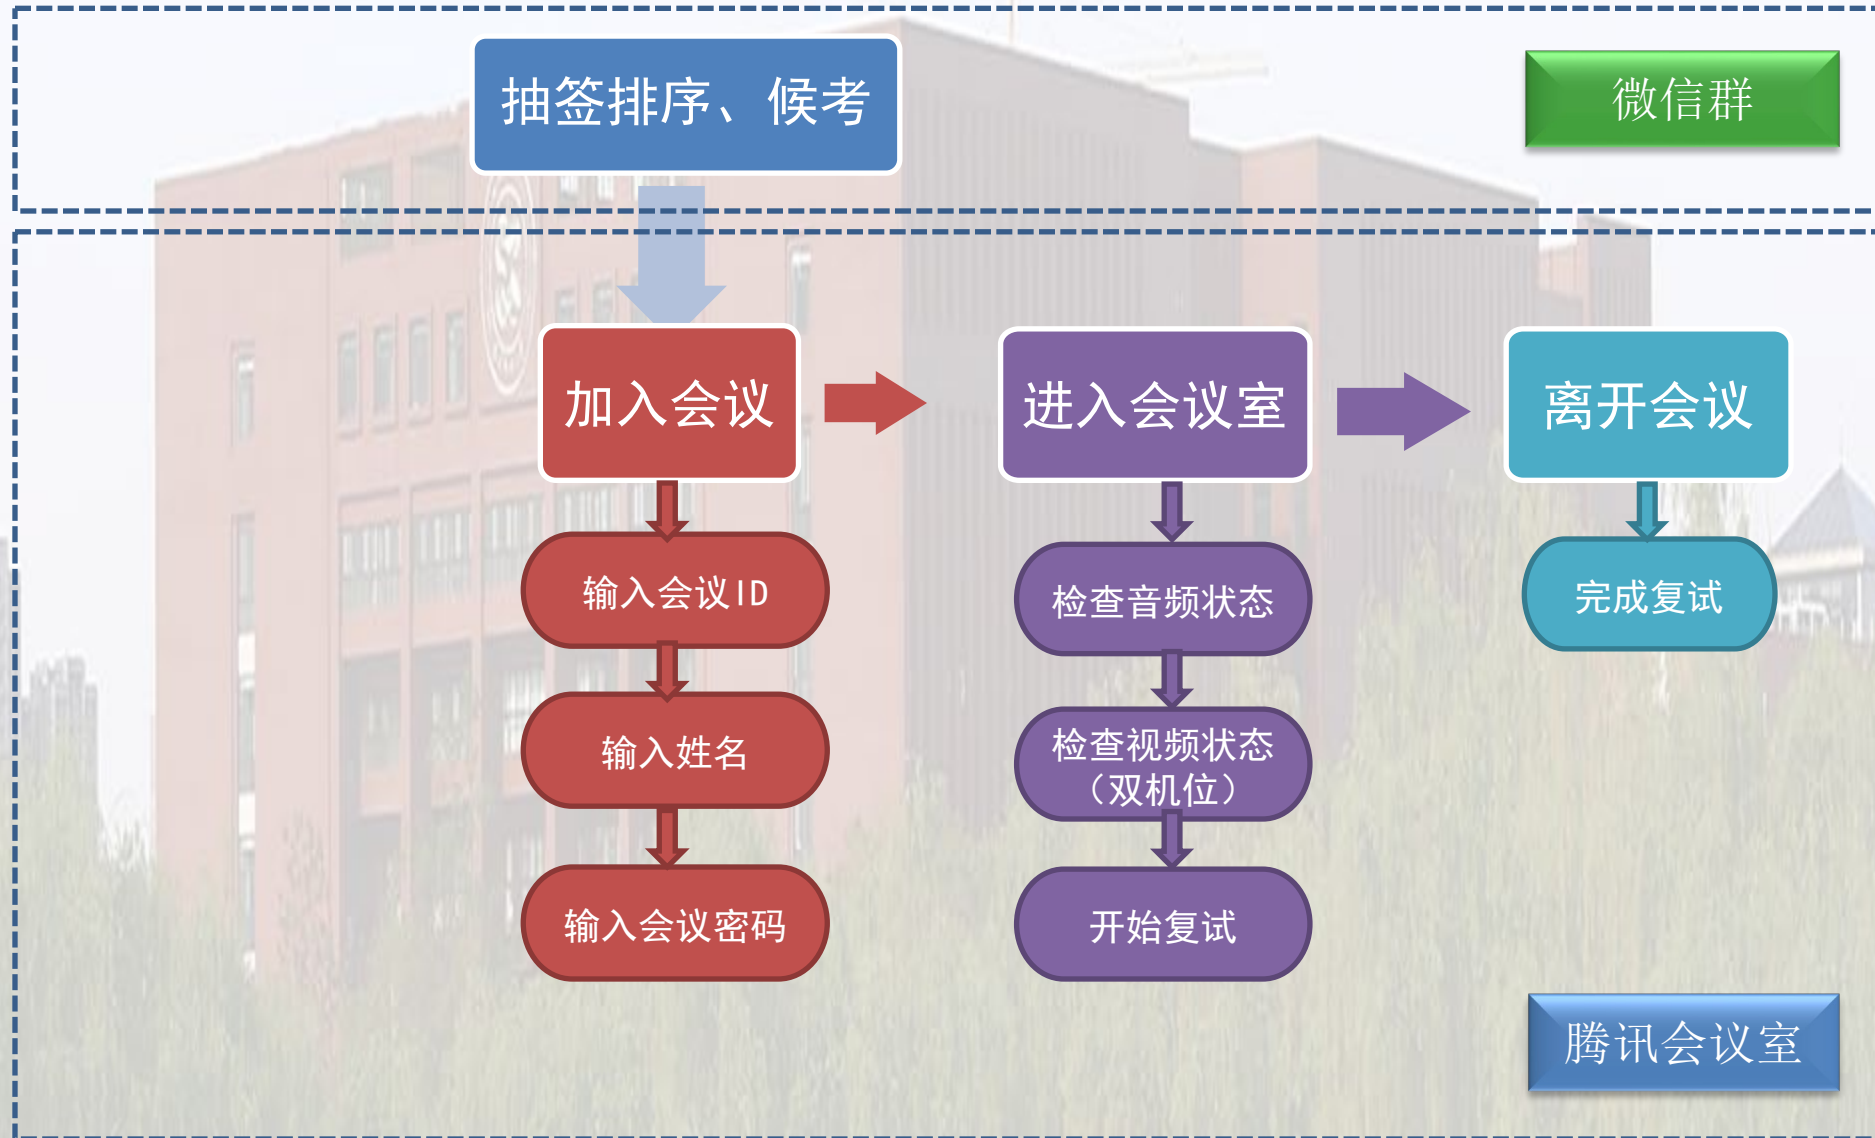 抽签排序、候考
微信群
加入会议
进入会议室
离开会议
输入会议ID
检查音频状态
完成复试
输入姓名
检查视频状态
（双机位）
输入会议密码
开始复试
腾讯会议室